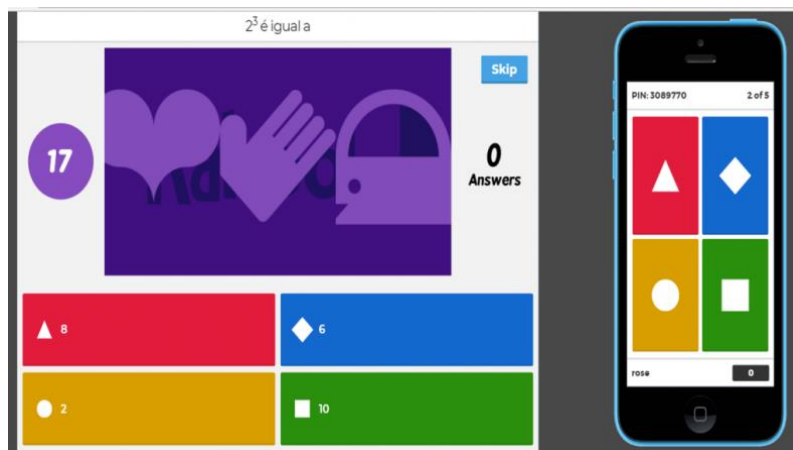 2³ é igual a
Skip
17
0
Answers
8
6
2
10
PIN: 3089770
2 of 5
rose
0